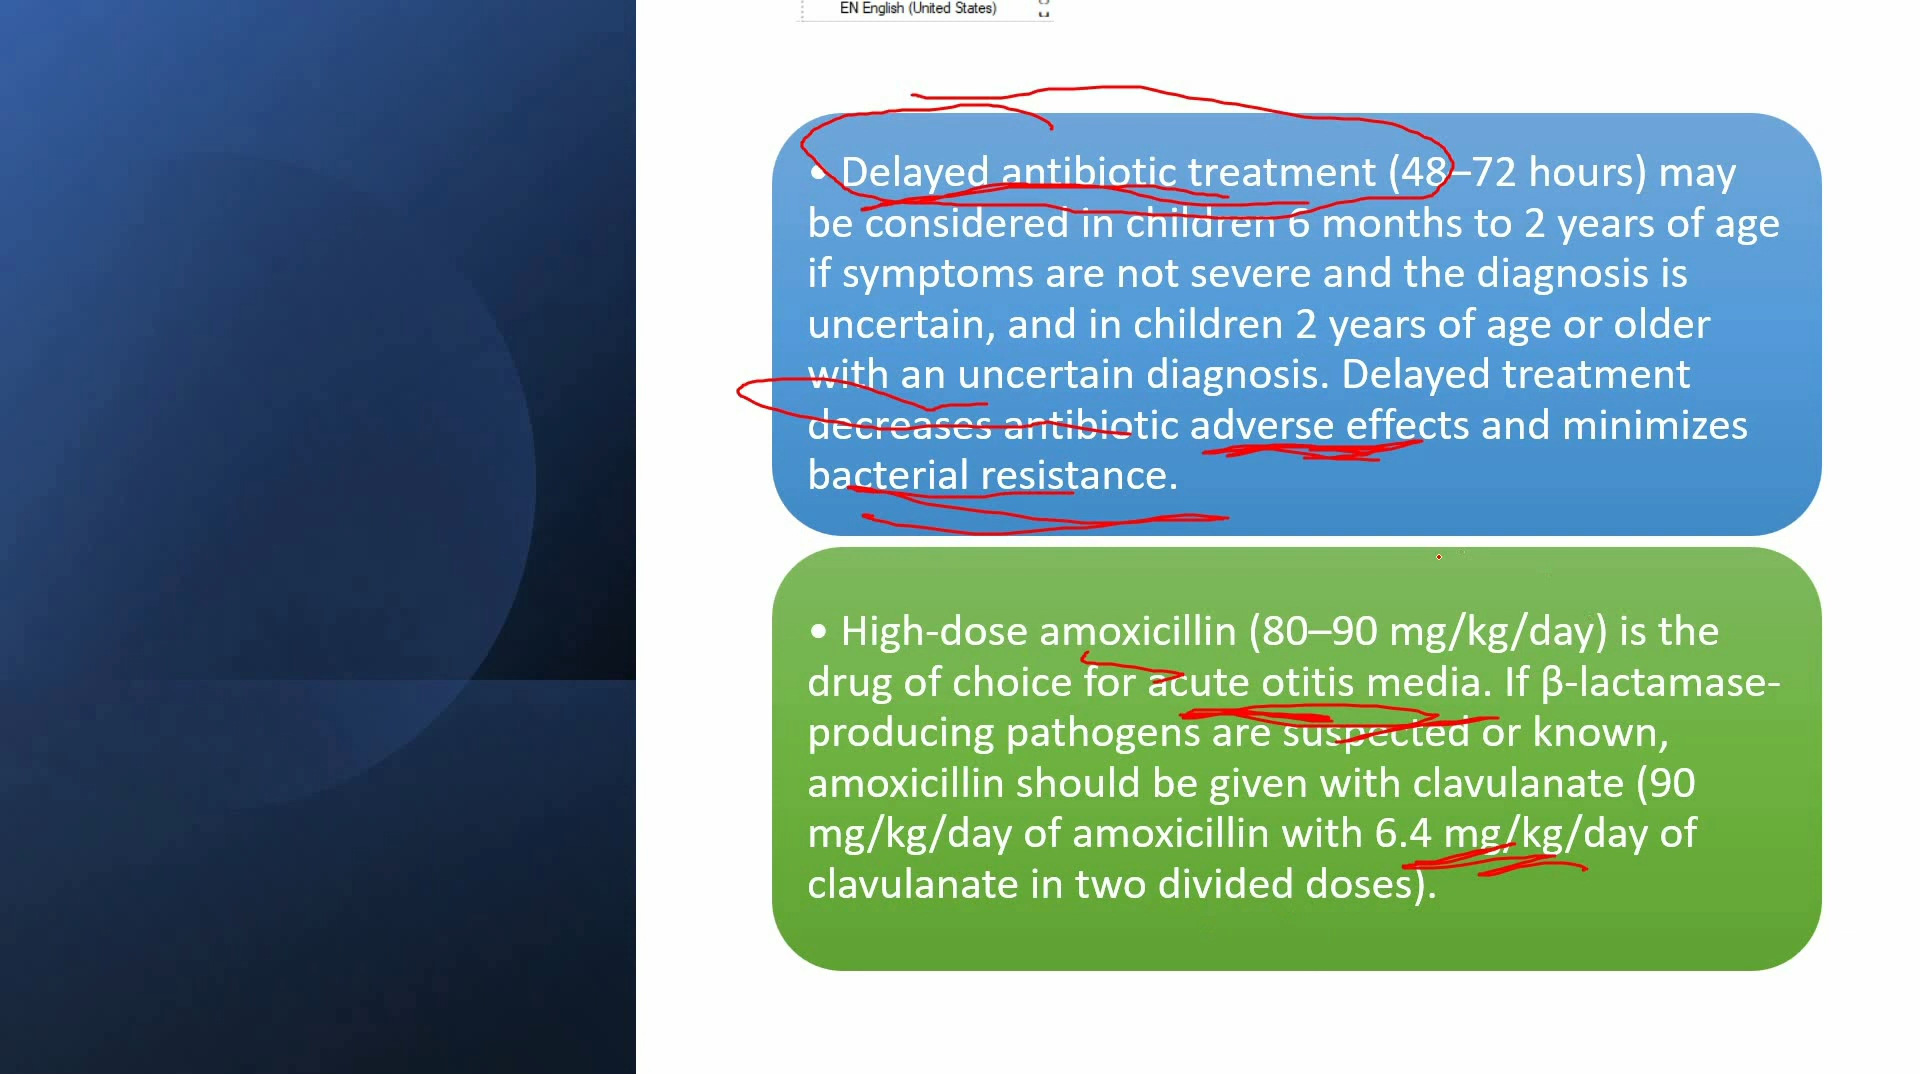 EN English (United States)
• Delayed antibiotic treatment (48–72 hours) may
be considered in children 6 months to 2 years of age
if symptoms are not severe and the diagnosis is
uncertain, and in children 2 years of age or older
with an uncertain diagnosis. Delayed treatment
decreases antibiotic adverse effects and minimizes
bacterial resistance.
• High-dose amoxicillin (80–90 mg/kg/day) is the
drug of choice for acute otitis media. If β-lactamase-
producing pathogens are suspected or known,
amoxicillin should be given with clavulanate (90
mg/kg/day of amoxicillin with 6.4 mg/kg/day of
clavulanate in two divided doses).